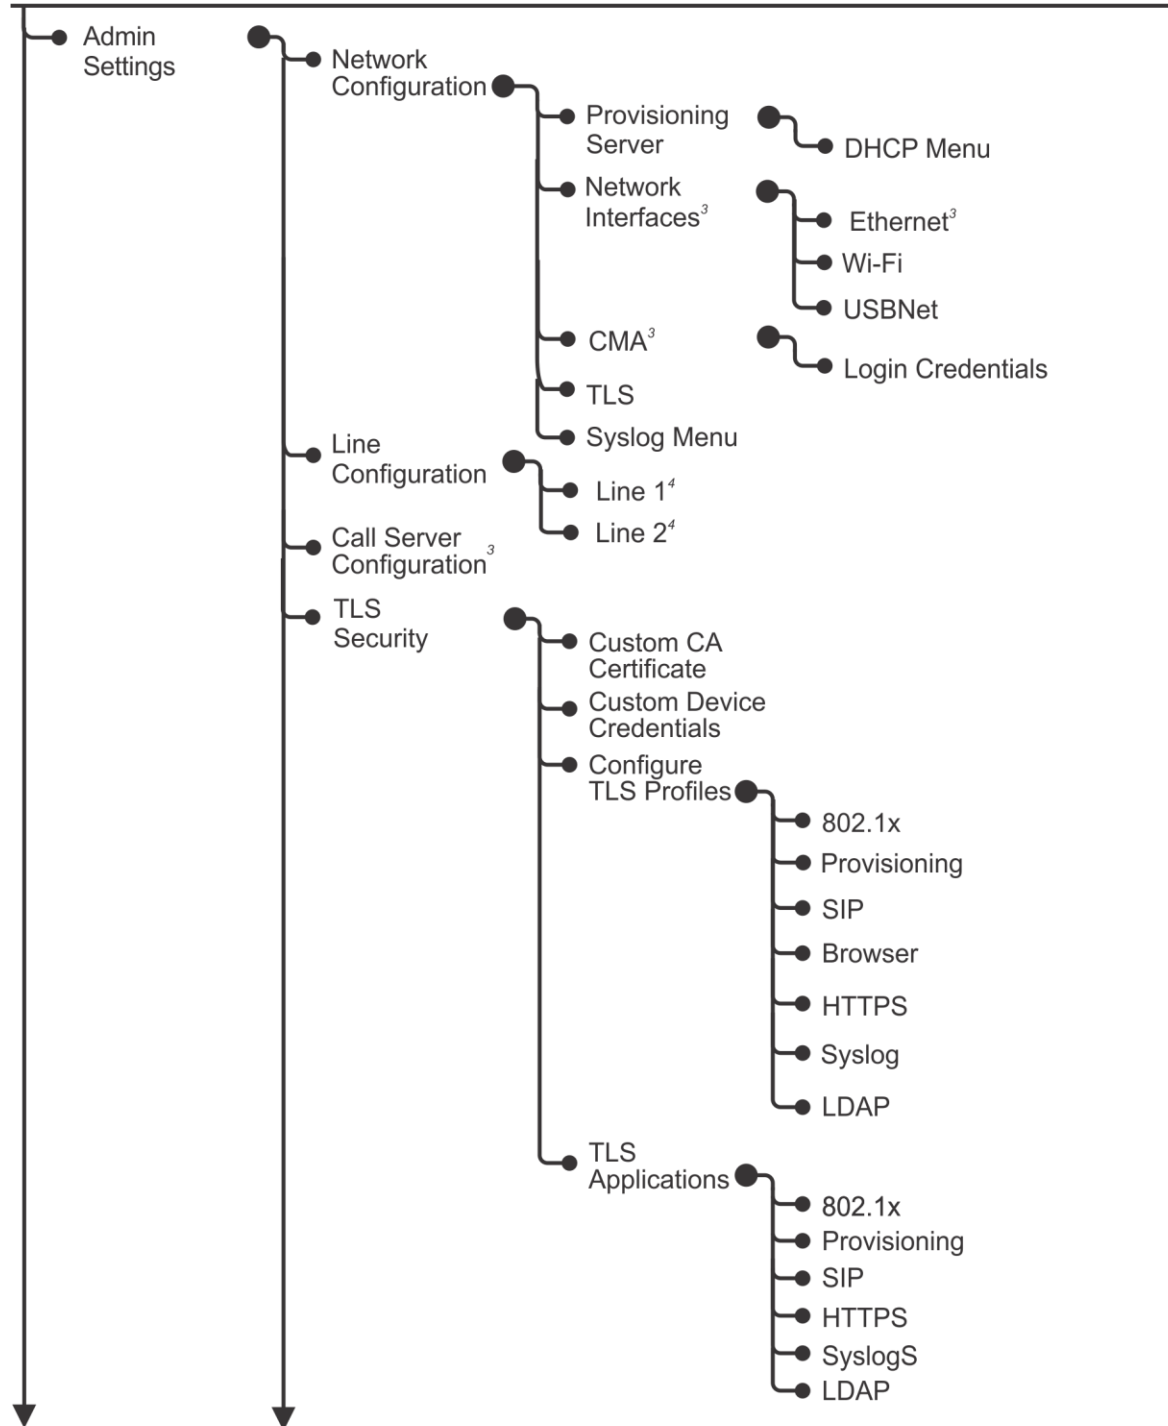 Admin
Settings
Network
Configuration
Provisioning
Server
DHCP Menu
Network
Interfaces³
Ethernet³
Wi-Fi
USBNet
CMA³
Login Credentials
TLS
Syslog Menu
Line
Configuration
Line 1⁴
Line 2⁴
Call Server
Configuration³
TLS
Security
Custom CA
Certificate
Custom Device
Credentials
Configure
TLS Profiles
802.1x
Provisioning
SIP
Browser
HTTPS
Syslog
LDAP
TLS
Applications
802.1x
Provisioning
SIP
HTTPS
SyslogS
LDAP